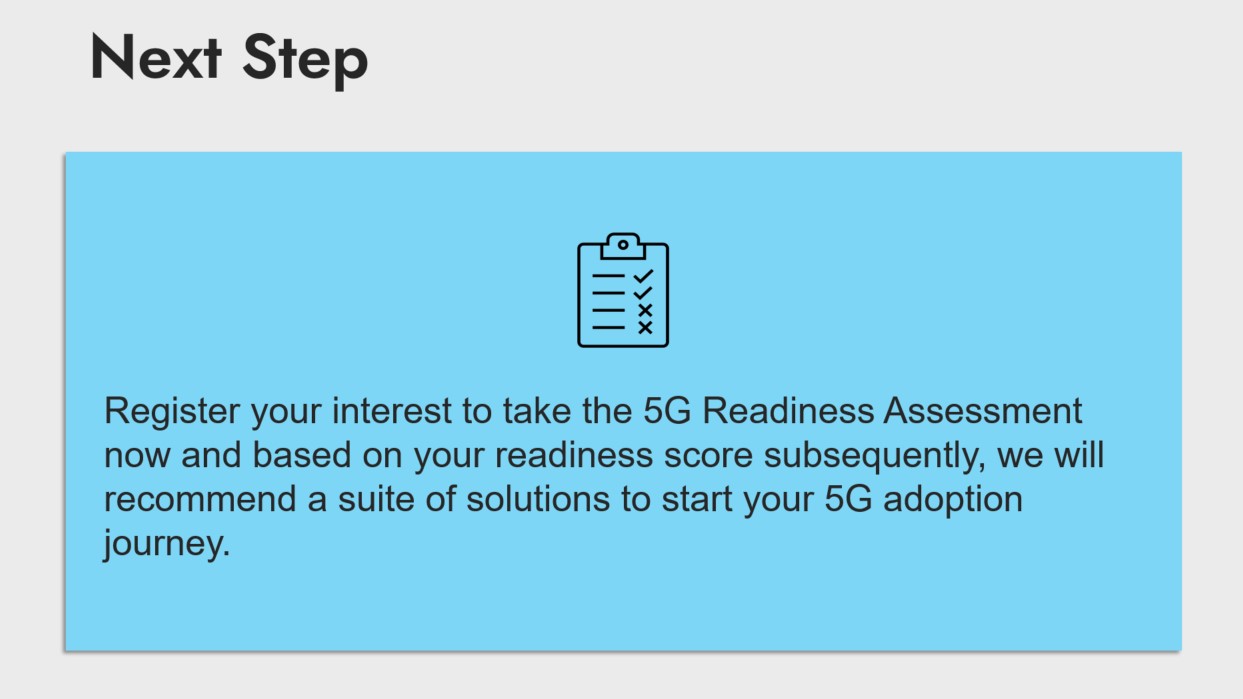 Next Step
Register your interest to take the 5G Readiness Assessment
now and based on your readiness score subsequently, we will
recommend a suite of solutions to start your 5G adoption
journey.